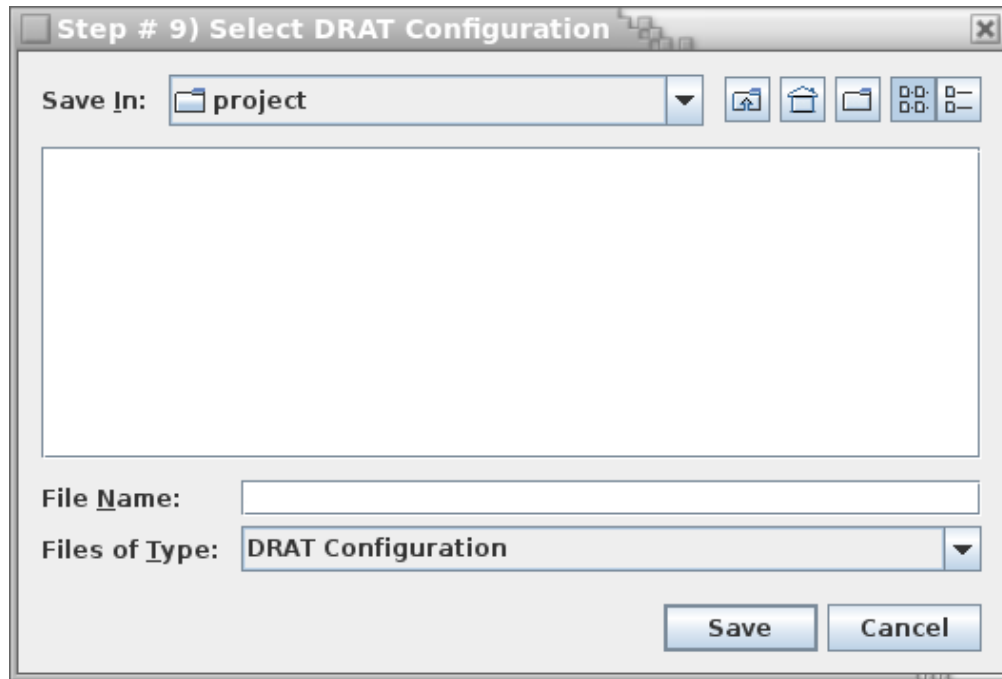 Step # 9) Select DRAT Configuration
Save In: project
File Name:
Files of Type: DRAT Configuration
Save Cancel